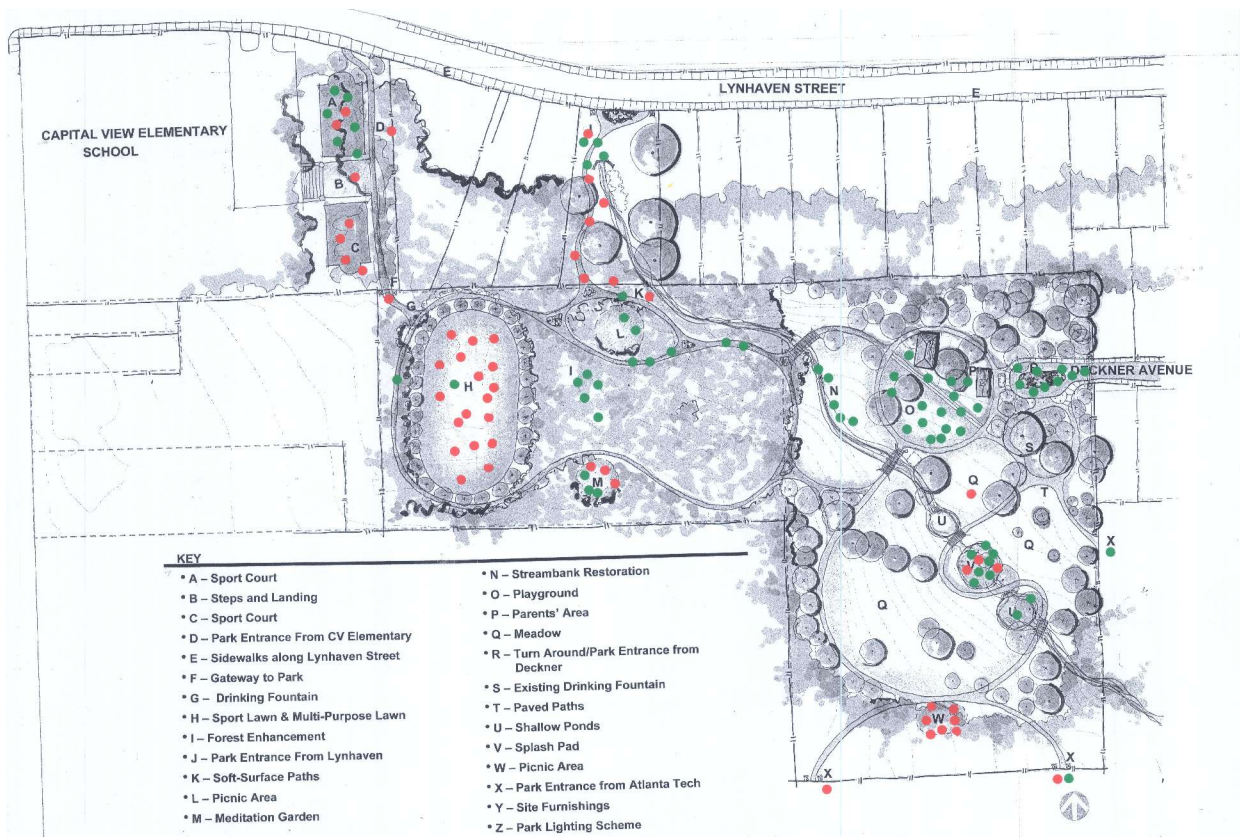 E
LYNHAVEN STREET
E
CAPITAL VIEW ELEMENTARY
SCHOOL
A
D
B
C
F
G
K
L
I
H
M
N
O
P
DECKNER AVENUE
S
Q
T
U
Q
X
V
Q
U
W
X
X
KEY
• A – Sport Court
• B – Steps and Landing
• C – Sport Court
• D – Park Entrance From CV Elementary
• E – Sidewalks along Lynhaven Street
• F – Gateway to Park
• G – Drinking Fountain
• H – Sport Lawn & Multi-Purpose Lawn
• I – Forest Enhancement
• J – Park Entrance From Lynhaven
• K – Soft-Surface Paths
• L – Picnic Area
• M – Meditation Garden
• N – Streambank Restoration
• O – Playground
• P – Parents' Area
• Q – Meadow
• R – Turn Around/Park Entrance from
Deckner
• S – Existing Drinking Fountain
• T – Paved Paths
• U – Shallow Ponds
• V – Splash Pad
• W – Picnic Area
• X – Park Entrance from Atlanta Tech
• Y – Site Furnishings
• Z – Park Lighting Scheme